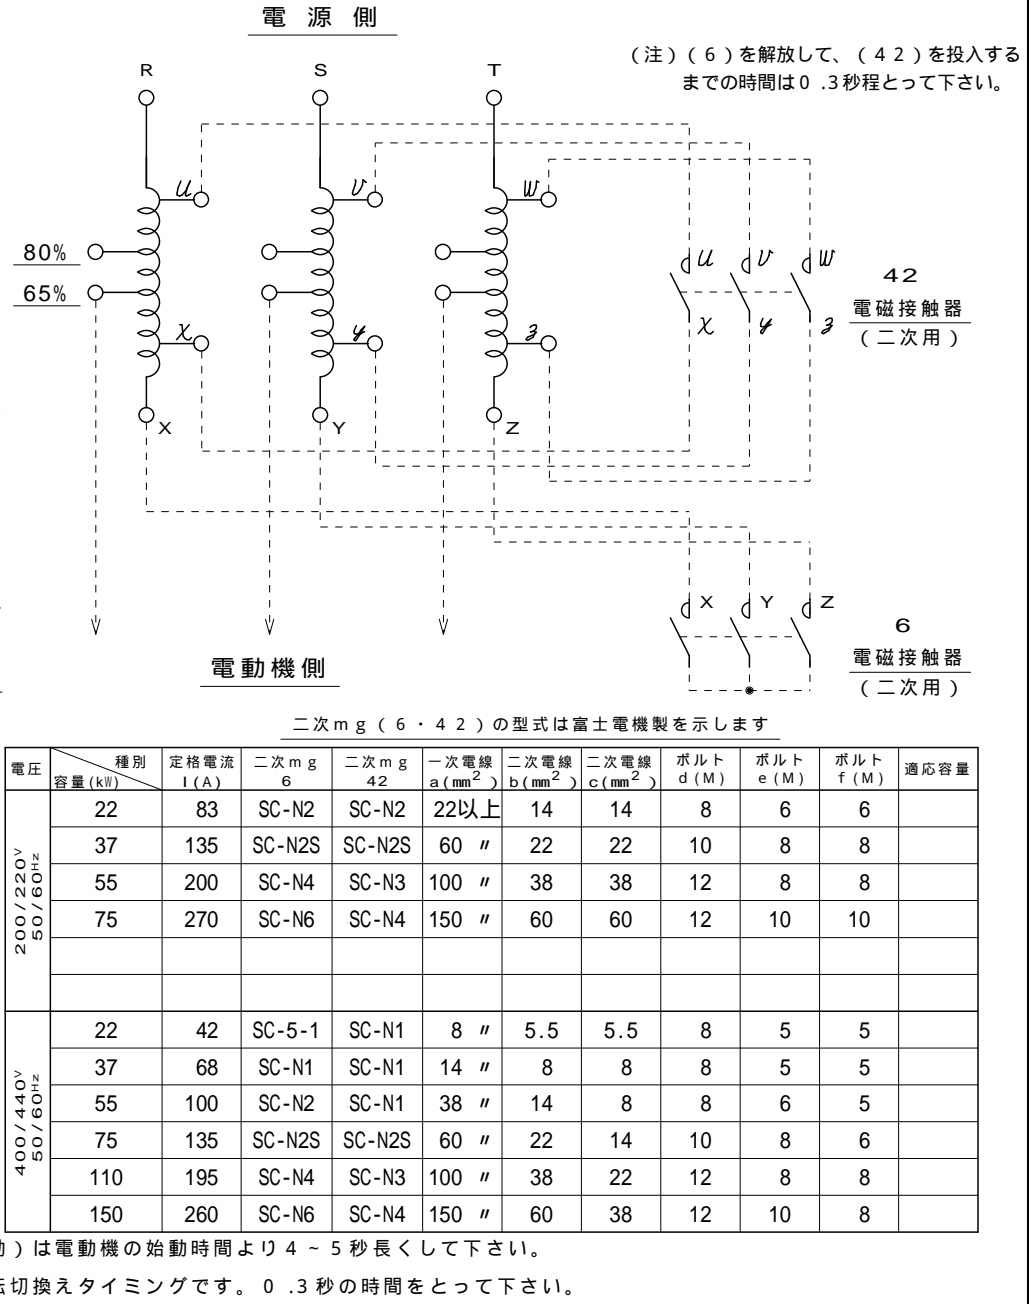 電源側
(注)(6)を解放して、(42)を投入する
までの時間は0.3秒程とって下さい。
R S T
u v w
80%
65%
x y z
X Y Z
u v w
x y z
42
電磁接触器
(二次用)
X Y Z
6
電磁接触器
(二次用)
電動機側
二次mg(6・42)の型式は富士電機製を示します
電圧 種別 定格電流 二次mg 二次mg 一次電線 二次電線 二次電線 ボルト ボルト ボルト 適応容量
容量(kW) I(A) 6 42 a(mm²) b(mm²) c(mm²) d(M) e(M) f(M)
200/220V
50/60Hz
22 83 SC-N2 SC-N2 22以上 14 14 8 6 6
37 135 SC-N2S SC-N2S 60 〃 22 22 10 8 8
55 200 SC-N4 SC-N3 100 〃 38 38 12 8 8
75 270 SC-N6 SC-N4 150 〃 60 60 12 10 10
400/440V
50/60Hz
22 42 SC-5-1 SC-N1 8 〃 5.5 5.5 8 5 5
37 68 SC-N1 SC-N1 14 〃 8 8 8 5 5
55 100 SC-N2 SC-N1 38 〃 14 8 8 6 5
75 135 SC-N2S SC-N2S 60 〃 22 14 10 8 6
110 195 SC-N4 SC-N3 100 〃 38 22 12 8 8
150 260 SC-N6 SC-N4 150 〃 60 38 12 10 8
)は電動機の始動時間より4~5秒長くして下さい。
切換えタイミングです。0.3秒の時間をとって下さい。